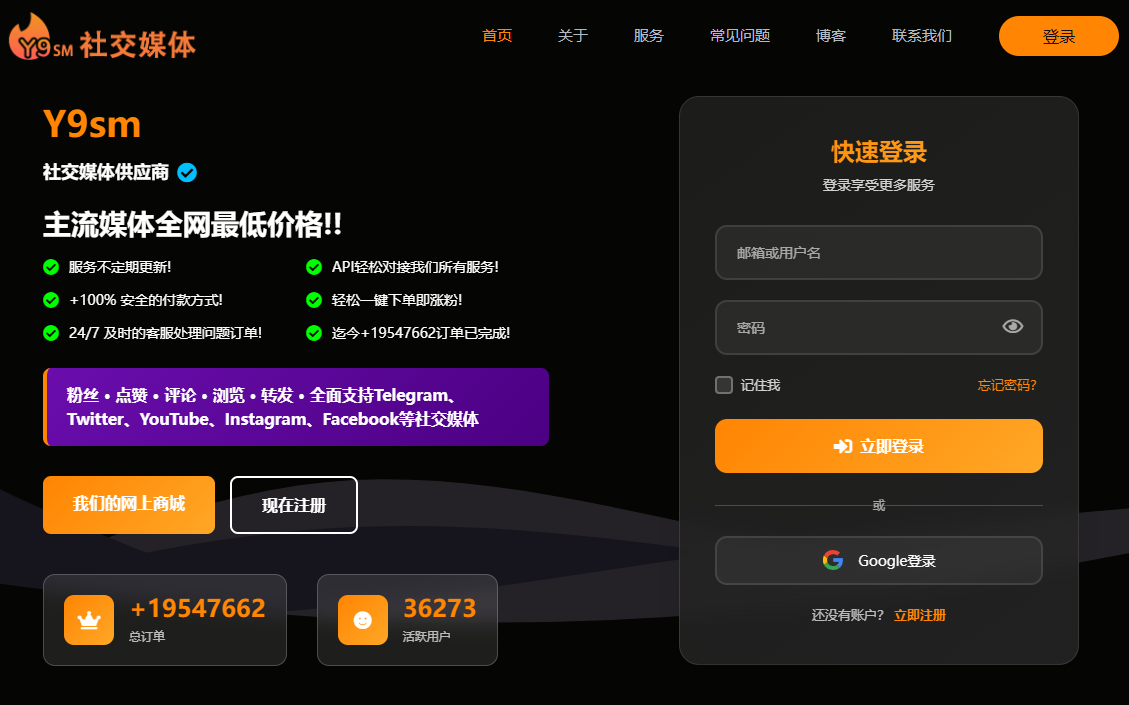 Y9SM 社交媒体
首页 关于 服务 常见问题 博客 联系我们 登录
Y9sm
社交媒体供应商
主流媒体全网最低价格!!
服务不定期更新!
API轻松对接我们所有服务!
+100% 安全的付款方式!
轻松一键下单即涨粉!
24/7 及时的客服处理问题订单!
迄今+19547662订单已完成!
粉丝 • 点赞 • 评论 • 浏览 • 转发 • 全面支持Telegram、
Twitter、YouTube、Instagram、Facebook等社交媒体
我们的网上商城
现在注册
+19547662
总订单
36273
活跃用户
快速登录
登录享受更多服务
邮箱或用户名
密码
记住我 忘记密码?
立即登录
或
Google登录
还没有账户? 立即注册